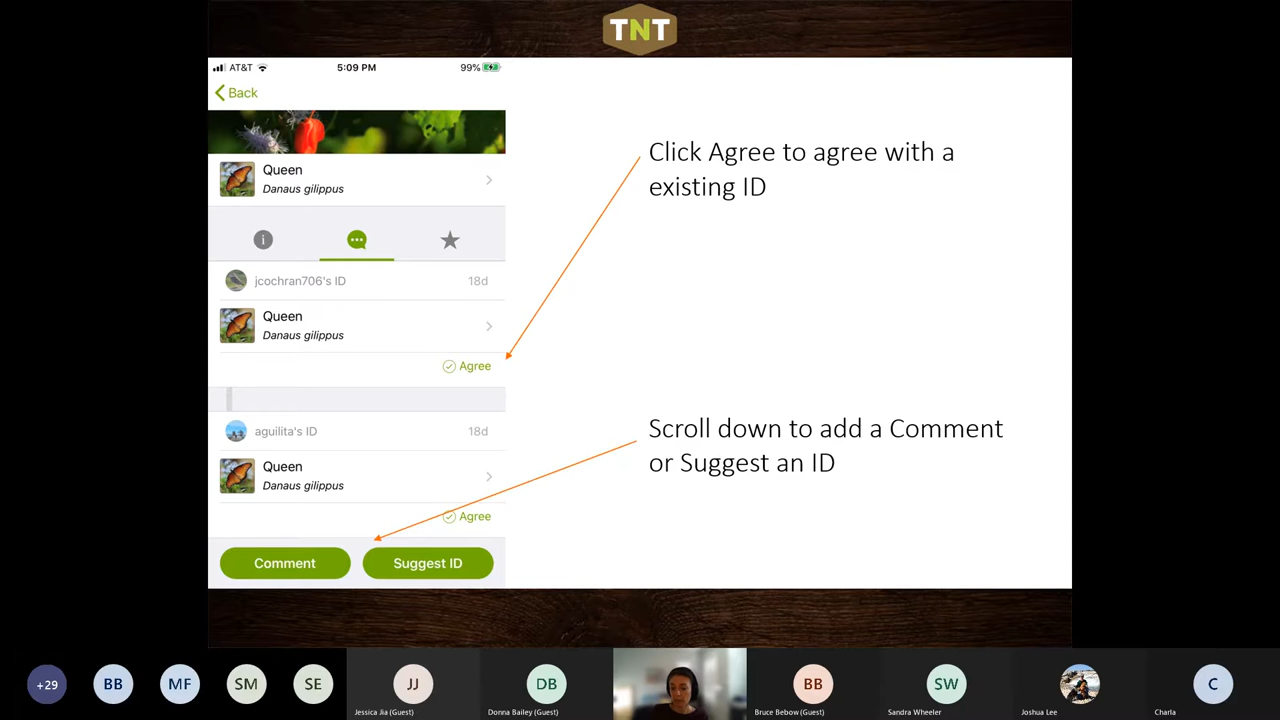 TNT
AT&T 5:09 PM 99%
Back
Queen
Danaus gilippus
jcochran706's ID 18d
Queen
Danaus gilippus
Agree
aguilita's ID 18d
Queen
Danaus gilippus
Agree
Comment Suggest ID
Click Agree to agree with a
existing ID
Scroll down to add a Comment
or Suggest an ID
+29 BB MF SM SE JJ DB BB SW C
Jessica Jia (Guest) Donna Bailey (Guest) Bruce Bebow (Guest) Sandra Wheeler Joshua Lee Charla